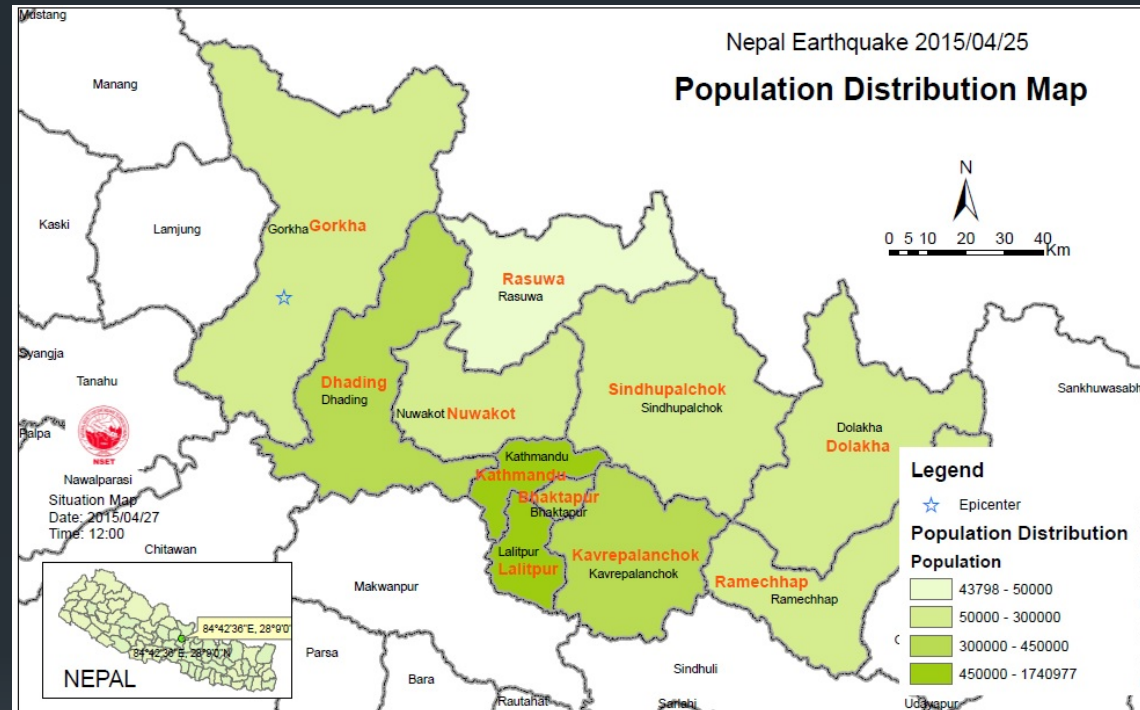 Mustang
Nepal Earthquake 2015/04/25
Population Distribution Map
Manang
N
Kaski
Lamjung
Gorkha
Gorkha
0 5 10 20 30 40
Km
Rasuwa
Rasuwa
Syangja
Tanahu
Dhading
Dhading
Sindhupalchok
Sindhupalchok
Sankhuwasabh
Nuwakot
Nuwakot
Dolakha
Dolakha
Palpa
NSET
Kathmandu
Kathmandu
Nawalparasi
Situation Map
Date: 2015/04/27
Time: 12:00
Chitawan
Bhaktapur
Bhaktapur
Lalitpur
Lalitpur
Kavrepalanchok
Kavrepalanchok
Makwanpur
Ramechhap
Ramechhap
Legend
Epicenter
Population Distribution
Population
43798 - 50000
50000 - 300000
300000 - 450000
450000 - 1740977
84°42'36"E, 28°9'0"
84°42'36"E, 28°9'0"N
NEPAL
Parsa
Bara
Rautahat
Sindhuli
Sarlahi
Udayapur